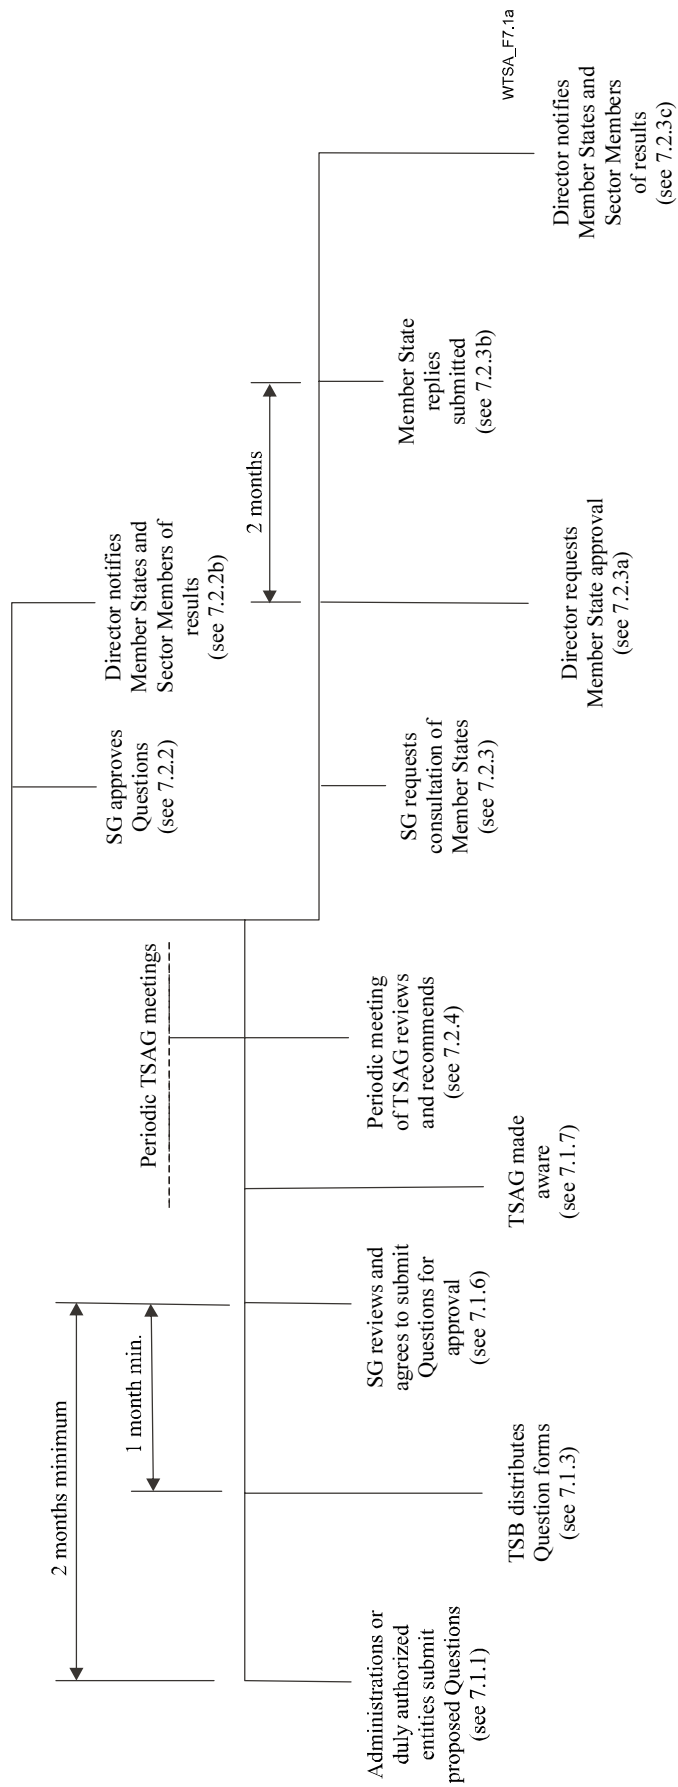 2 months minimum
1 month min.
Periodic TSAG meetings
SG approves
Questions
(see 7.2.2)
Director notifies
Member States and
Sector Members of
results
(see 7.2.2b)
2 months
Administrations or
duly authorized
entities submit
proposed Questions
(see 7.1.1)
TSB distributes
Question forms
(see 7.1.3)
SG reviews and
agrees to submit
Questions for
approval
(see 7.1.6)
TSAG made
aware
(see 7.1.7)
Periodic meeting
of TSAG reviews
and recommends
(see 7.2.4)
SG requests
consultation of
Member States
(see 7.2.3)
Director requests
Member State approval
(see 7.2.3a)
Member State
replies
submitted
(see 7.2.3b)
Director notifies
Member States and
Sector Members
of results
(see 7.2.3c)
WTSA_F7.1a